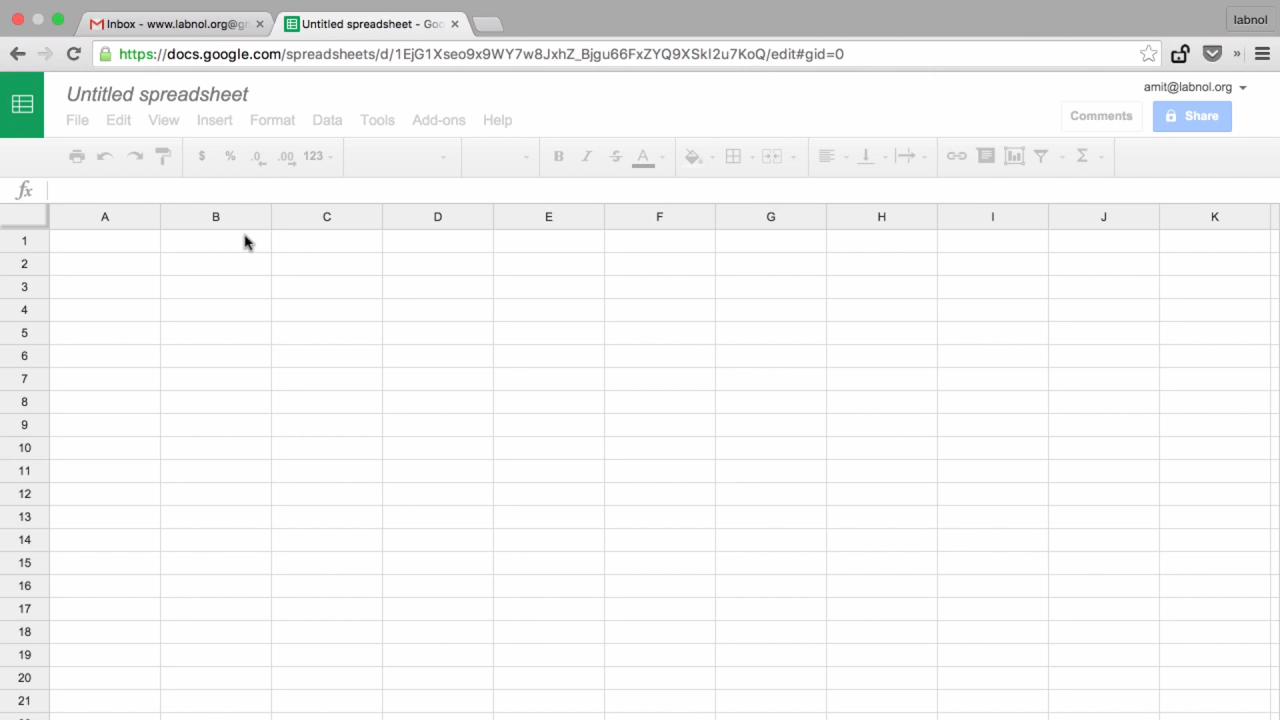 Inbox - www.labnol.org@gm
Untitled spreadsheet - Goo
labnol
https://docs.google.com/spreadsheets/d/1EjG1Xseo9x9WY7w8JxhZ_Bjgu66FxZYQ9XSkI2u7KoQ/edit#gid=0
»
Untitled spreadsheet
amit@labnol.org
File Edit View Insert Format Data Tools Add-ons Help
Comments
Share
$ % .0 .00 123 B I S A Σ
fx
A B C D E F G H I J K
1
2
3
4
5
6
7
8
9
10
11
12
13
14
15
16
17
18
19
20
21